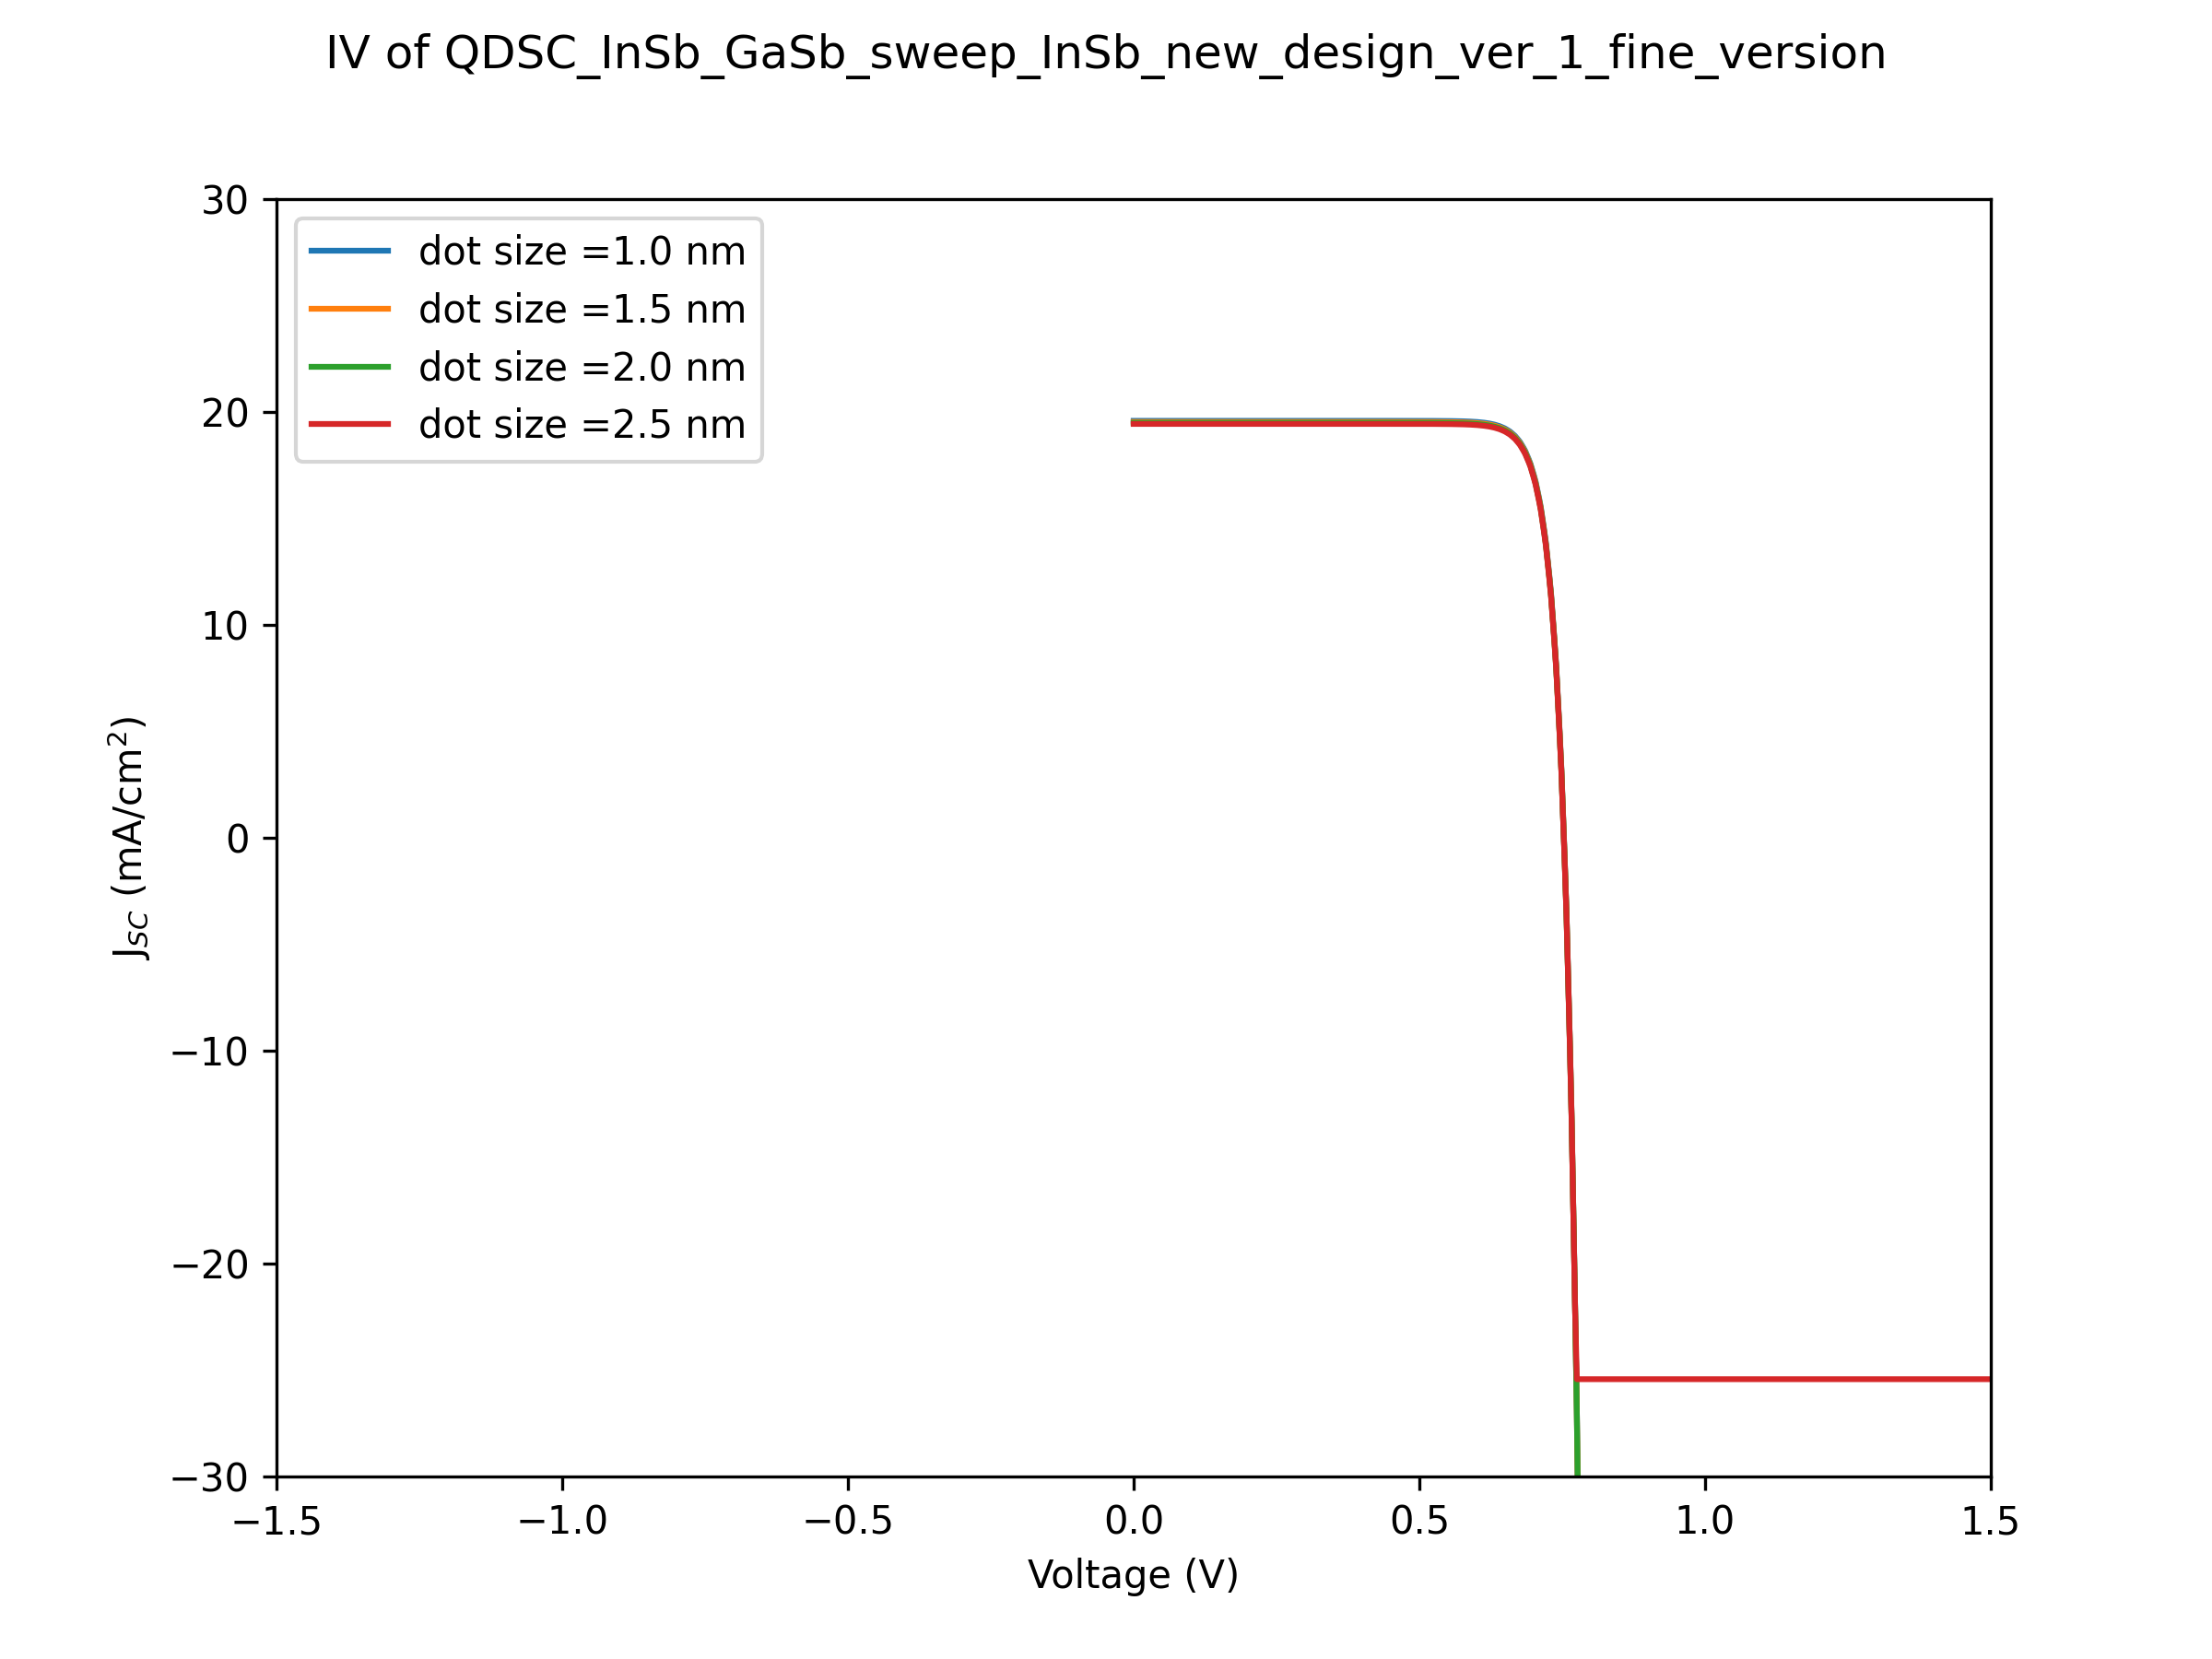 IV of QDSC_InSb_GaSb_sweep_InSb_new_design_ver_1_fine_version
30
20
10
0
−10
−20
−30
J_SC (mA/cm²)
dot size =1.0 nm
dot size =1.5 nm
dot size =2.0 nm
dot size =2.5 nm
−1.5 −1.0 −0.5 0.0 0.5 1.0 1.5
Voltage (V)